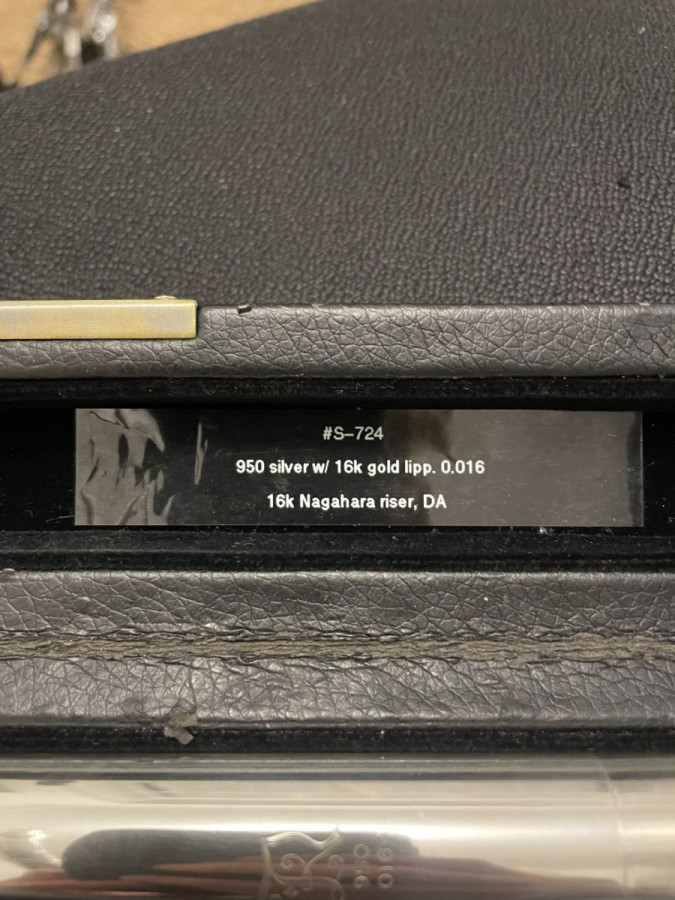 #S–724
950 silver w/ 16k gold lipp. 0.016
16k Nagahara riser, DA